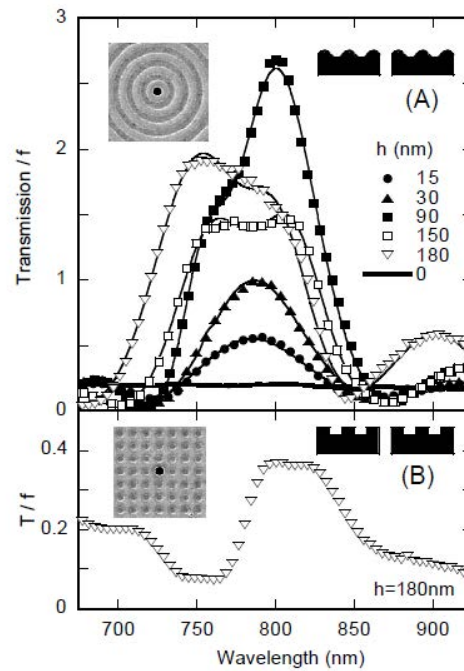 3
(A)
h (nm)
15
30
90
150
180
0
2
1
0
Transmission / f
0.4
(B)
0.2
h=180nm
0
T / f
700 750 800 850 900
Wavelength (nm)